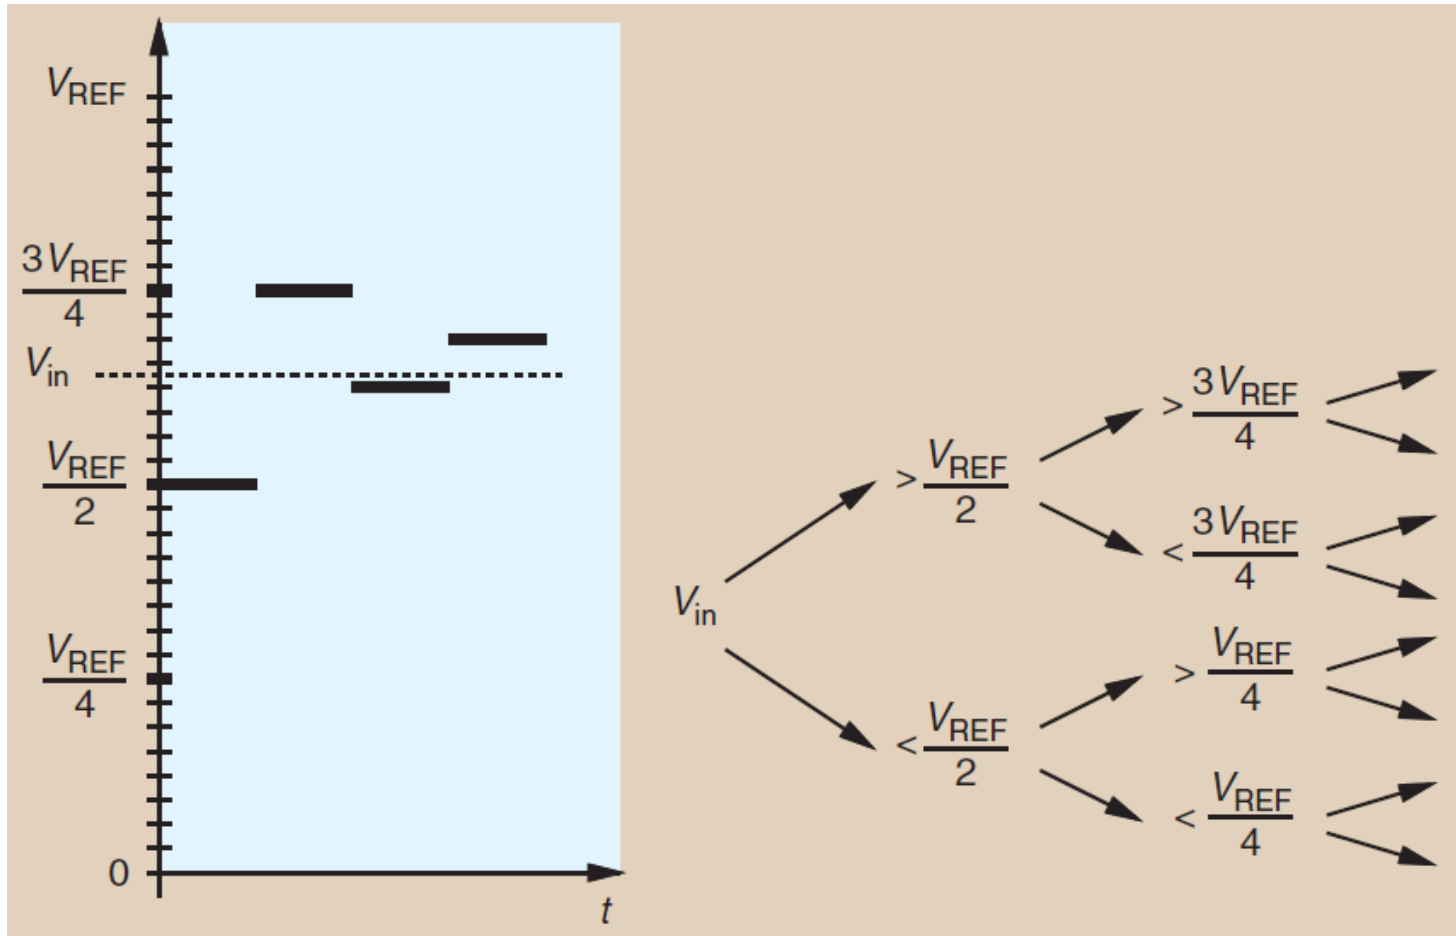 V_REF
3V_REF
4
V_in
V_REF
2
V_REF
4
0
t
V_in
> V_REF
2
< V_REF
2
> 3V_REF
4
< 3V_REF
4
> V_REF
4
< V_REF
4